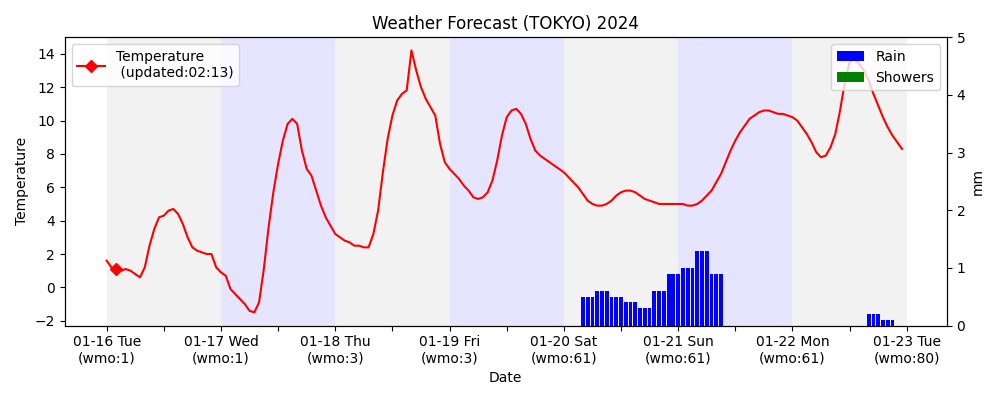 Weather Forecast (TOKYO) 2024
Temperature
(updated:02:13)
Rain
Showers
Temperature
14
12
10
8
6
4
2
0
−2
5
4
3
2
1
0
mm
01-16 Tue
(wmo:1)
01-17 Wed
(wmo:1)
01-18 Thu
(wmo:3)
01-19 Fri
(wmo:3)
01-20 Sat
(wmo:61)
01-21 Sun
(wmo:61)
01-22 Mon
(wmo:61)
01-23 Tue
(wmo:80)
Date